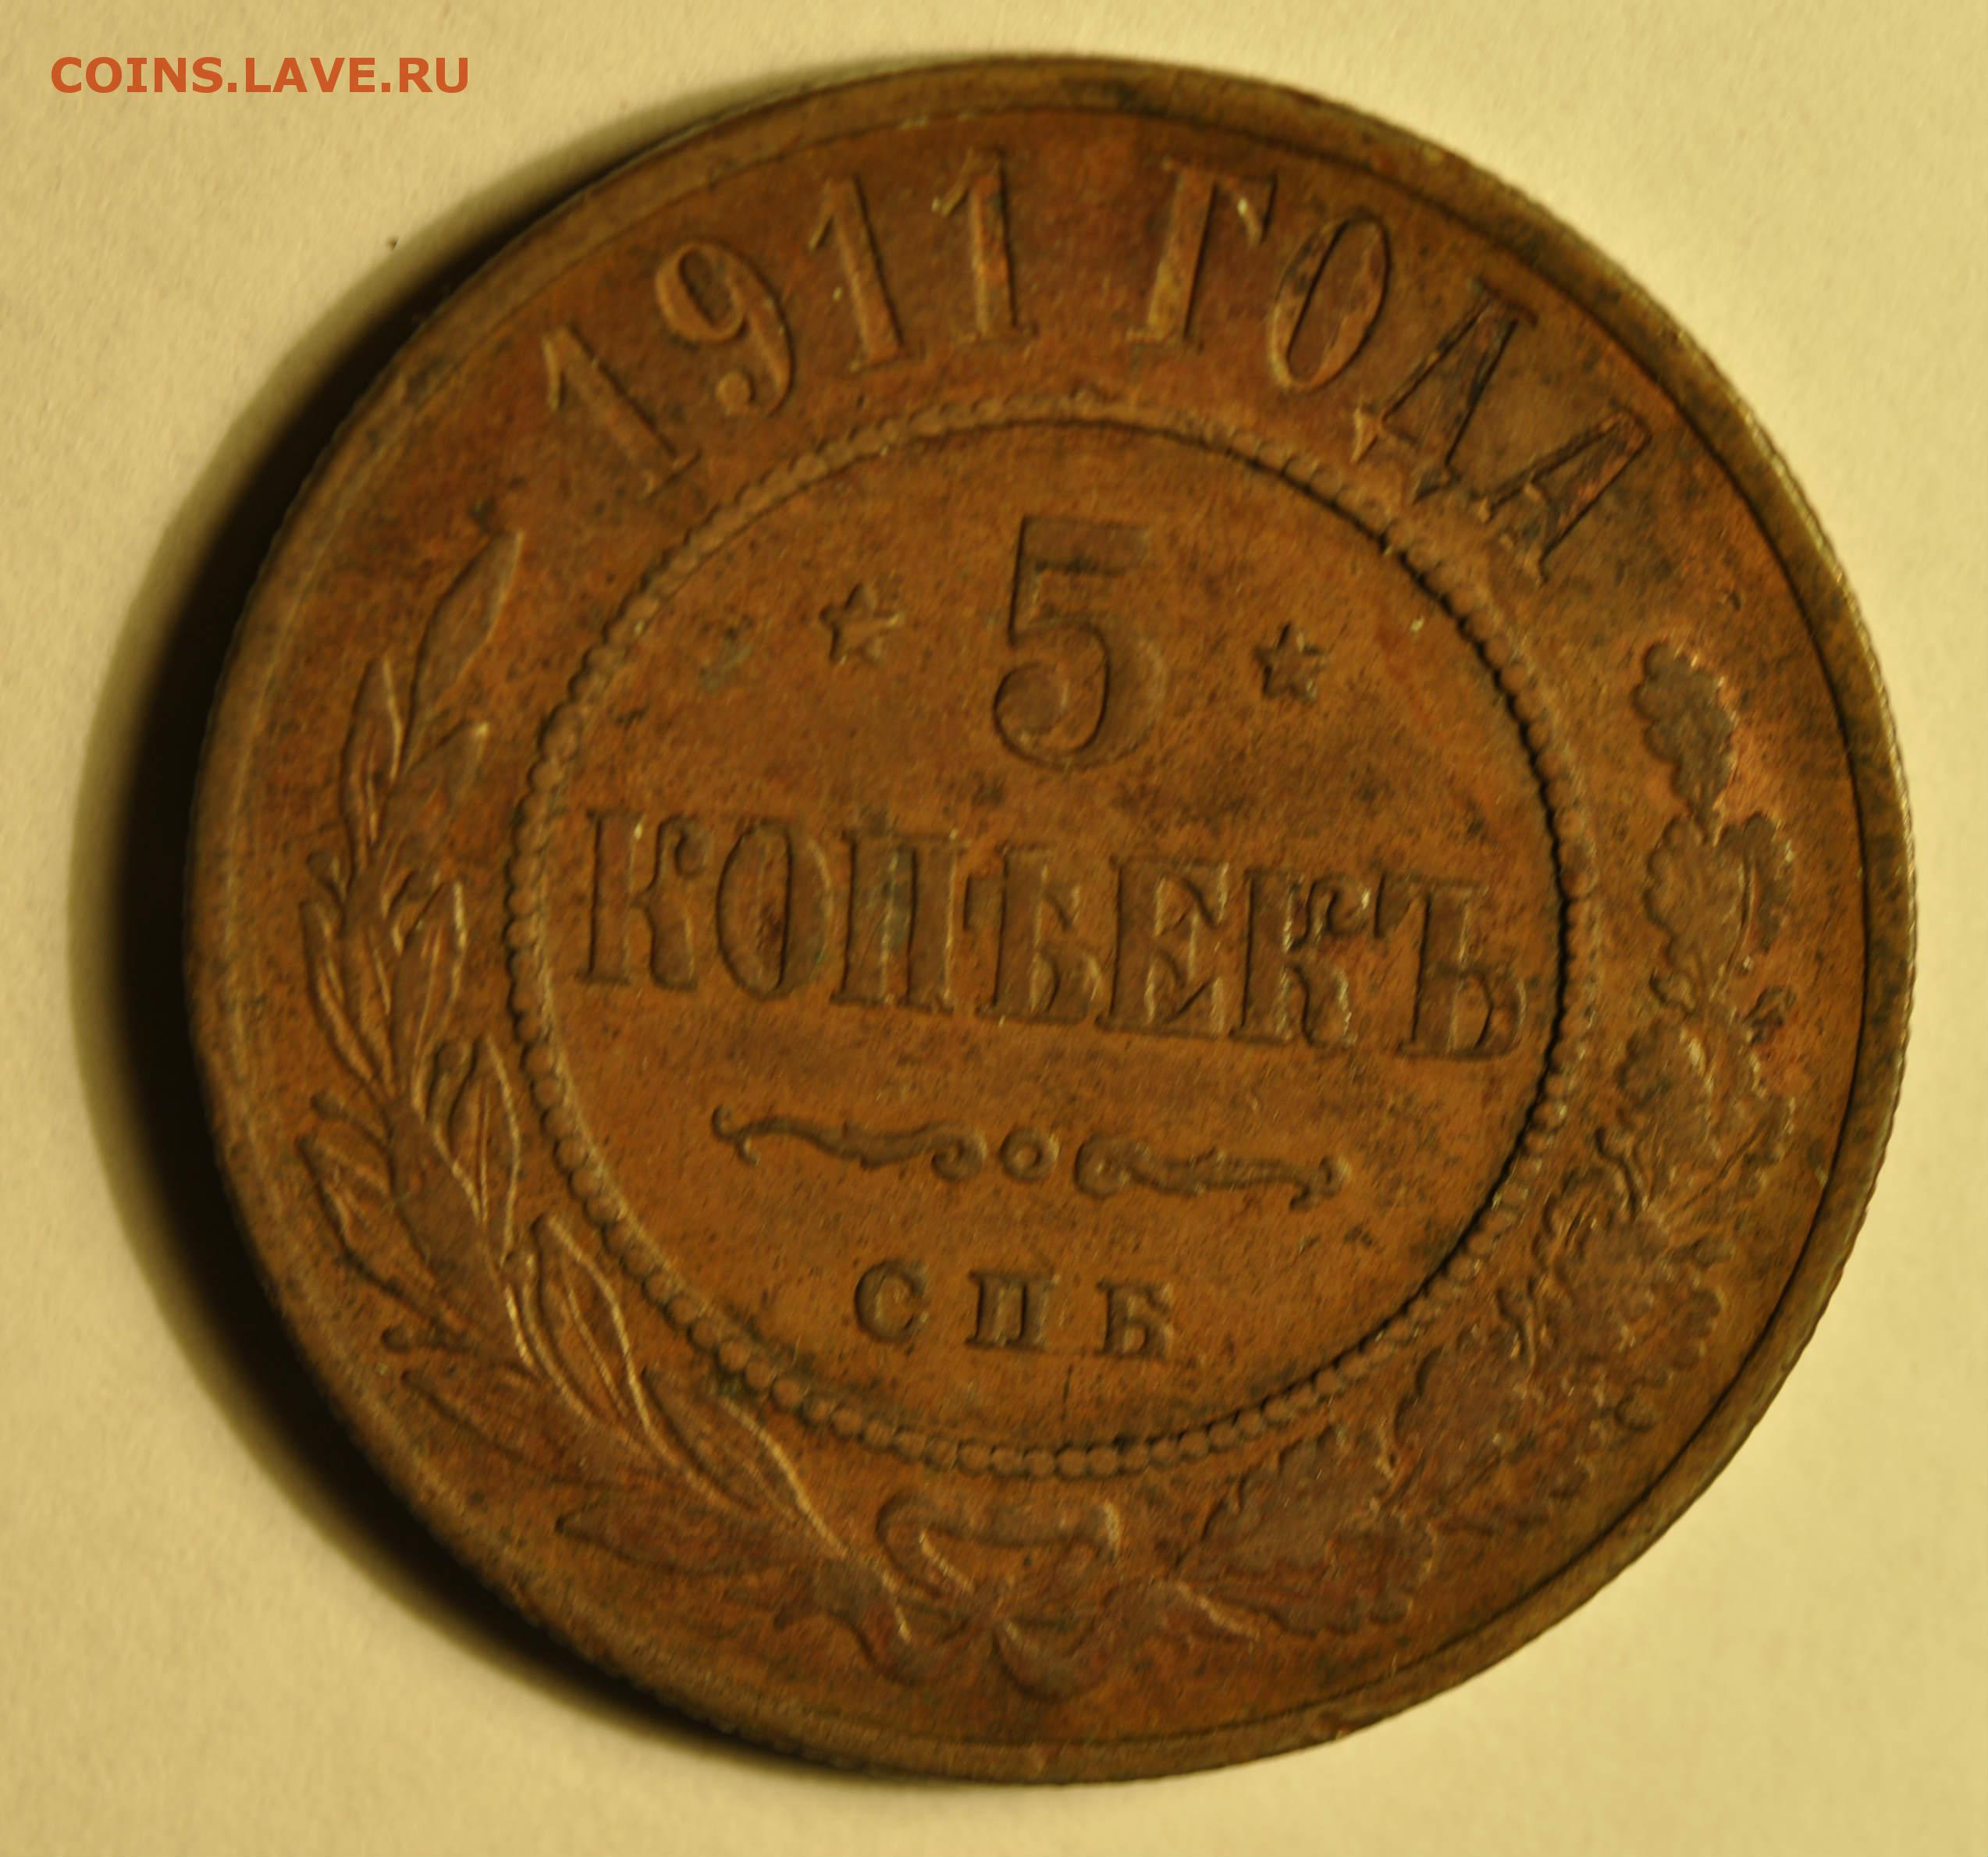 COINS.LAVE.RU
1911 ГОДА
5
КОПѢЕКЪ
СПБ